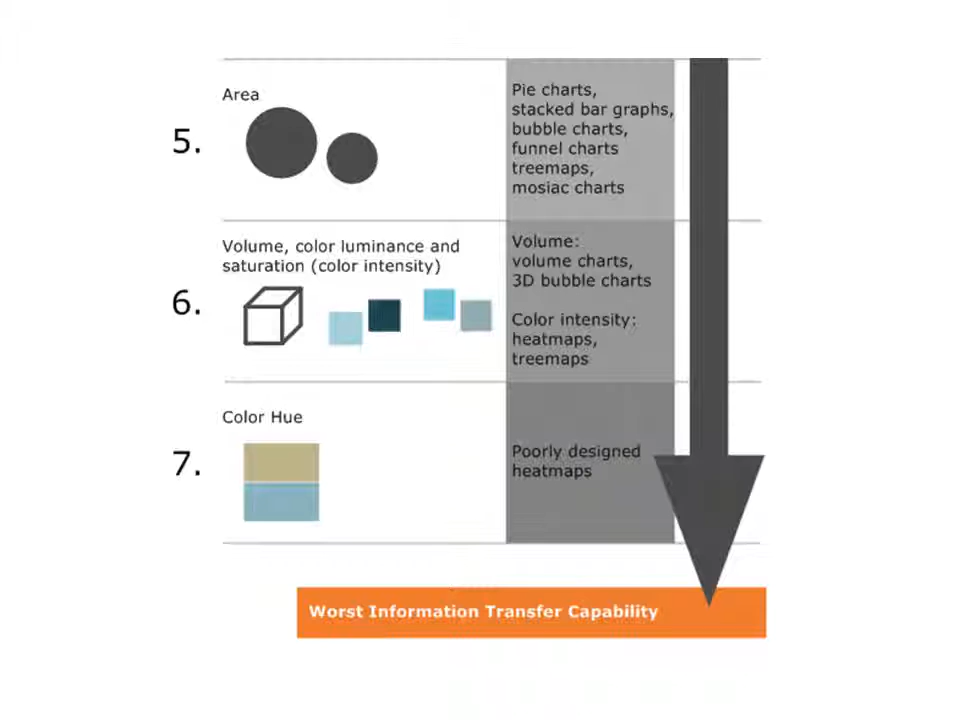 Area
5.
Pie charts,
stacked bar graphs,
bubble charts,
funnel charts
treemaps,
mosiac charts
Volume, color luminance and
saturation (color intensity)
6.
Volume:
volume charts,
3D bubble charts
Color intensity:
heatmaps,
treemaps
Color Hue
7.
Poorly designed
heatmaps
Worst Information Transfer Capability